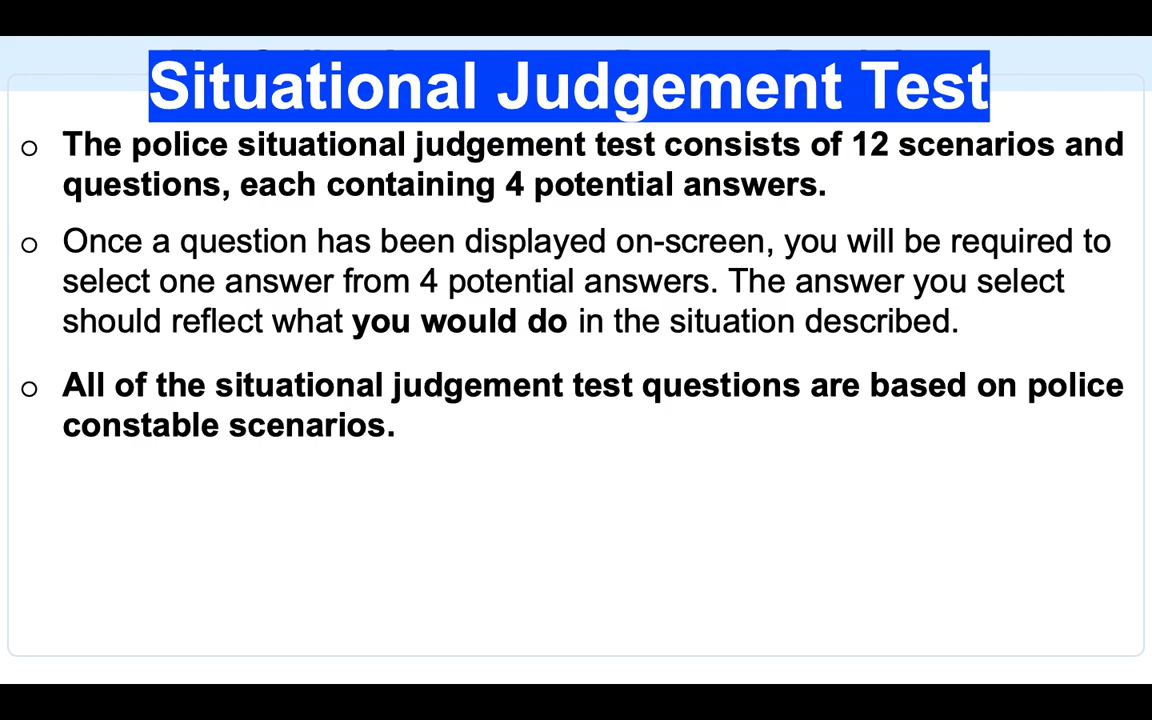 Situational Judgement Test
The police situational judgement test consists of 12 scenarios and
questions, each containing 4 potential answers.
Once a question has been displayed on-screen, you will be required to
select one answer from 4 potential answers. The answer you select
should reflect what you would do in the situation described.
All of the situational judgement test questions are based on police
constable scenarios.